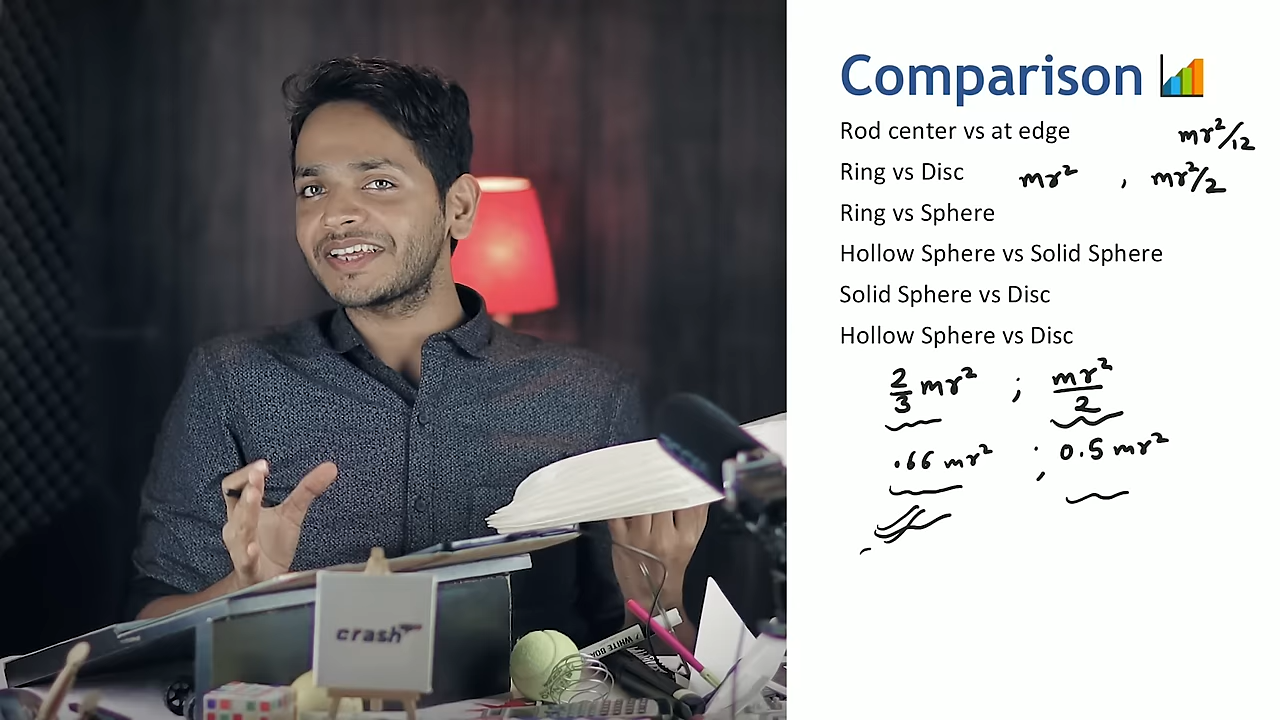 Comparison
Rod center vs at edge mr²/12
Ring vs Disc mr² , mr²/2
Ring vs Sphere
Hollow Sphere vs Solid Sphere
Solid Sphere vs Disc
Hollow Sphere vs Disc
2/3 mr² ; mr²/2
.66 mr² ; 0.5 mr²
crash
WHITE BOA